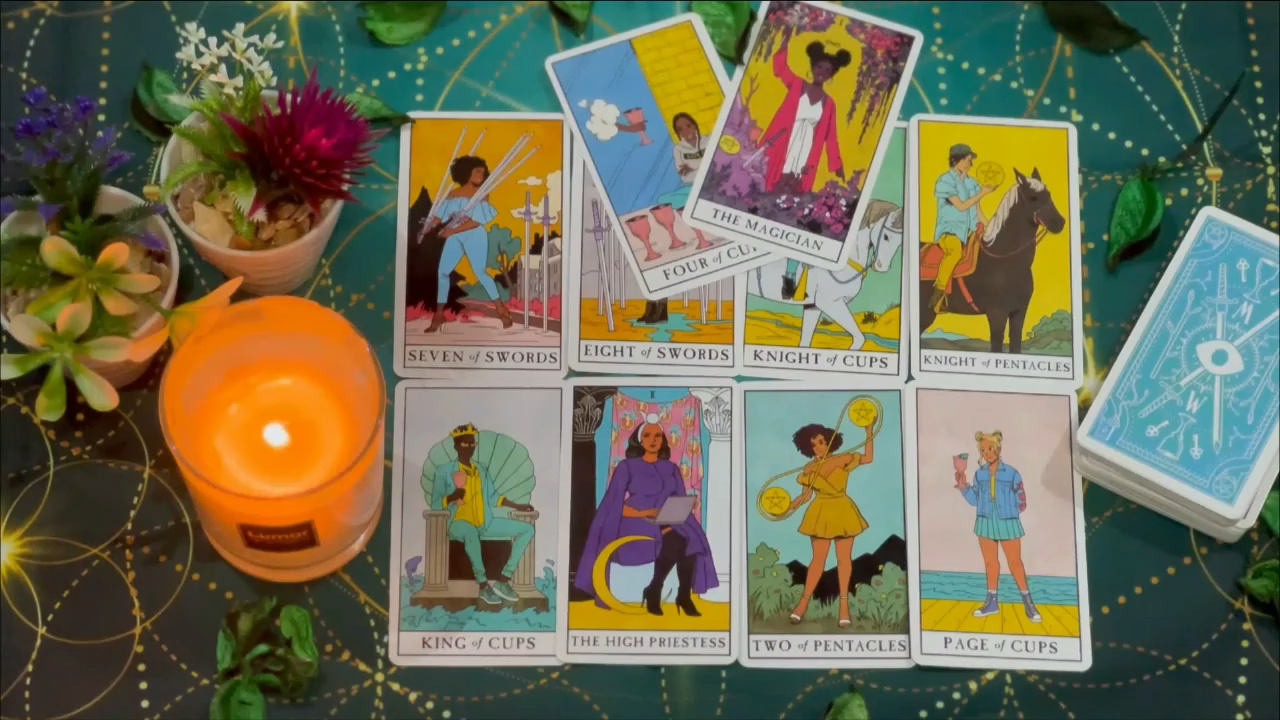 FOUR of CU
THE MAGICIAN
SEVEN of SWORDS
EIGHT of SWORDS
KNIGHT of CUPS
KNIGHT of PENTACLES
II
KING of CUPS
THE HIGH PRIESTESS
TWO of PENTACLES
PAGE of CUPS
M
W